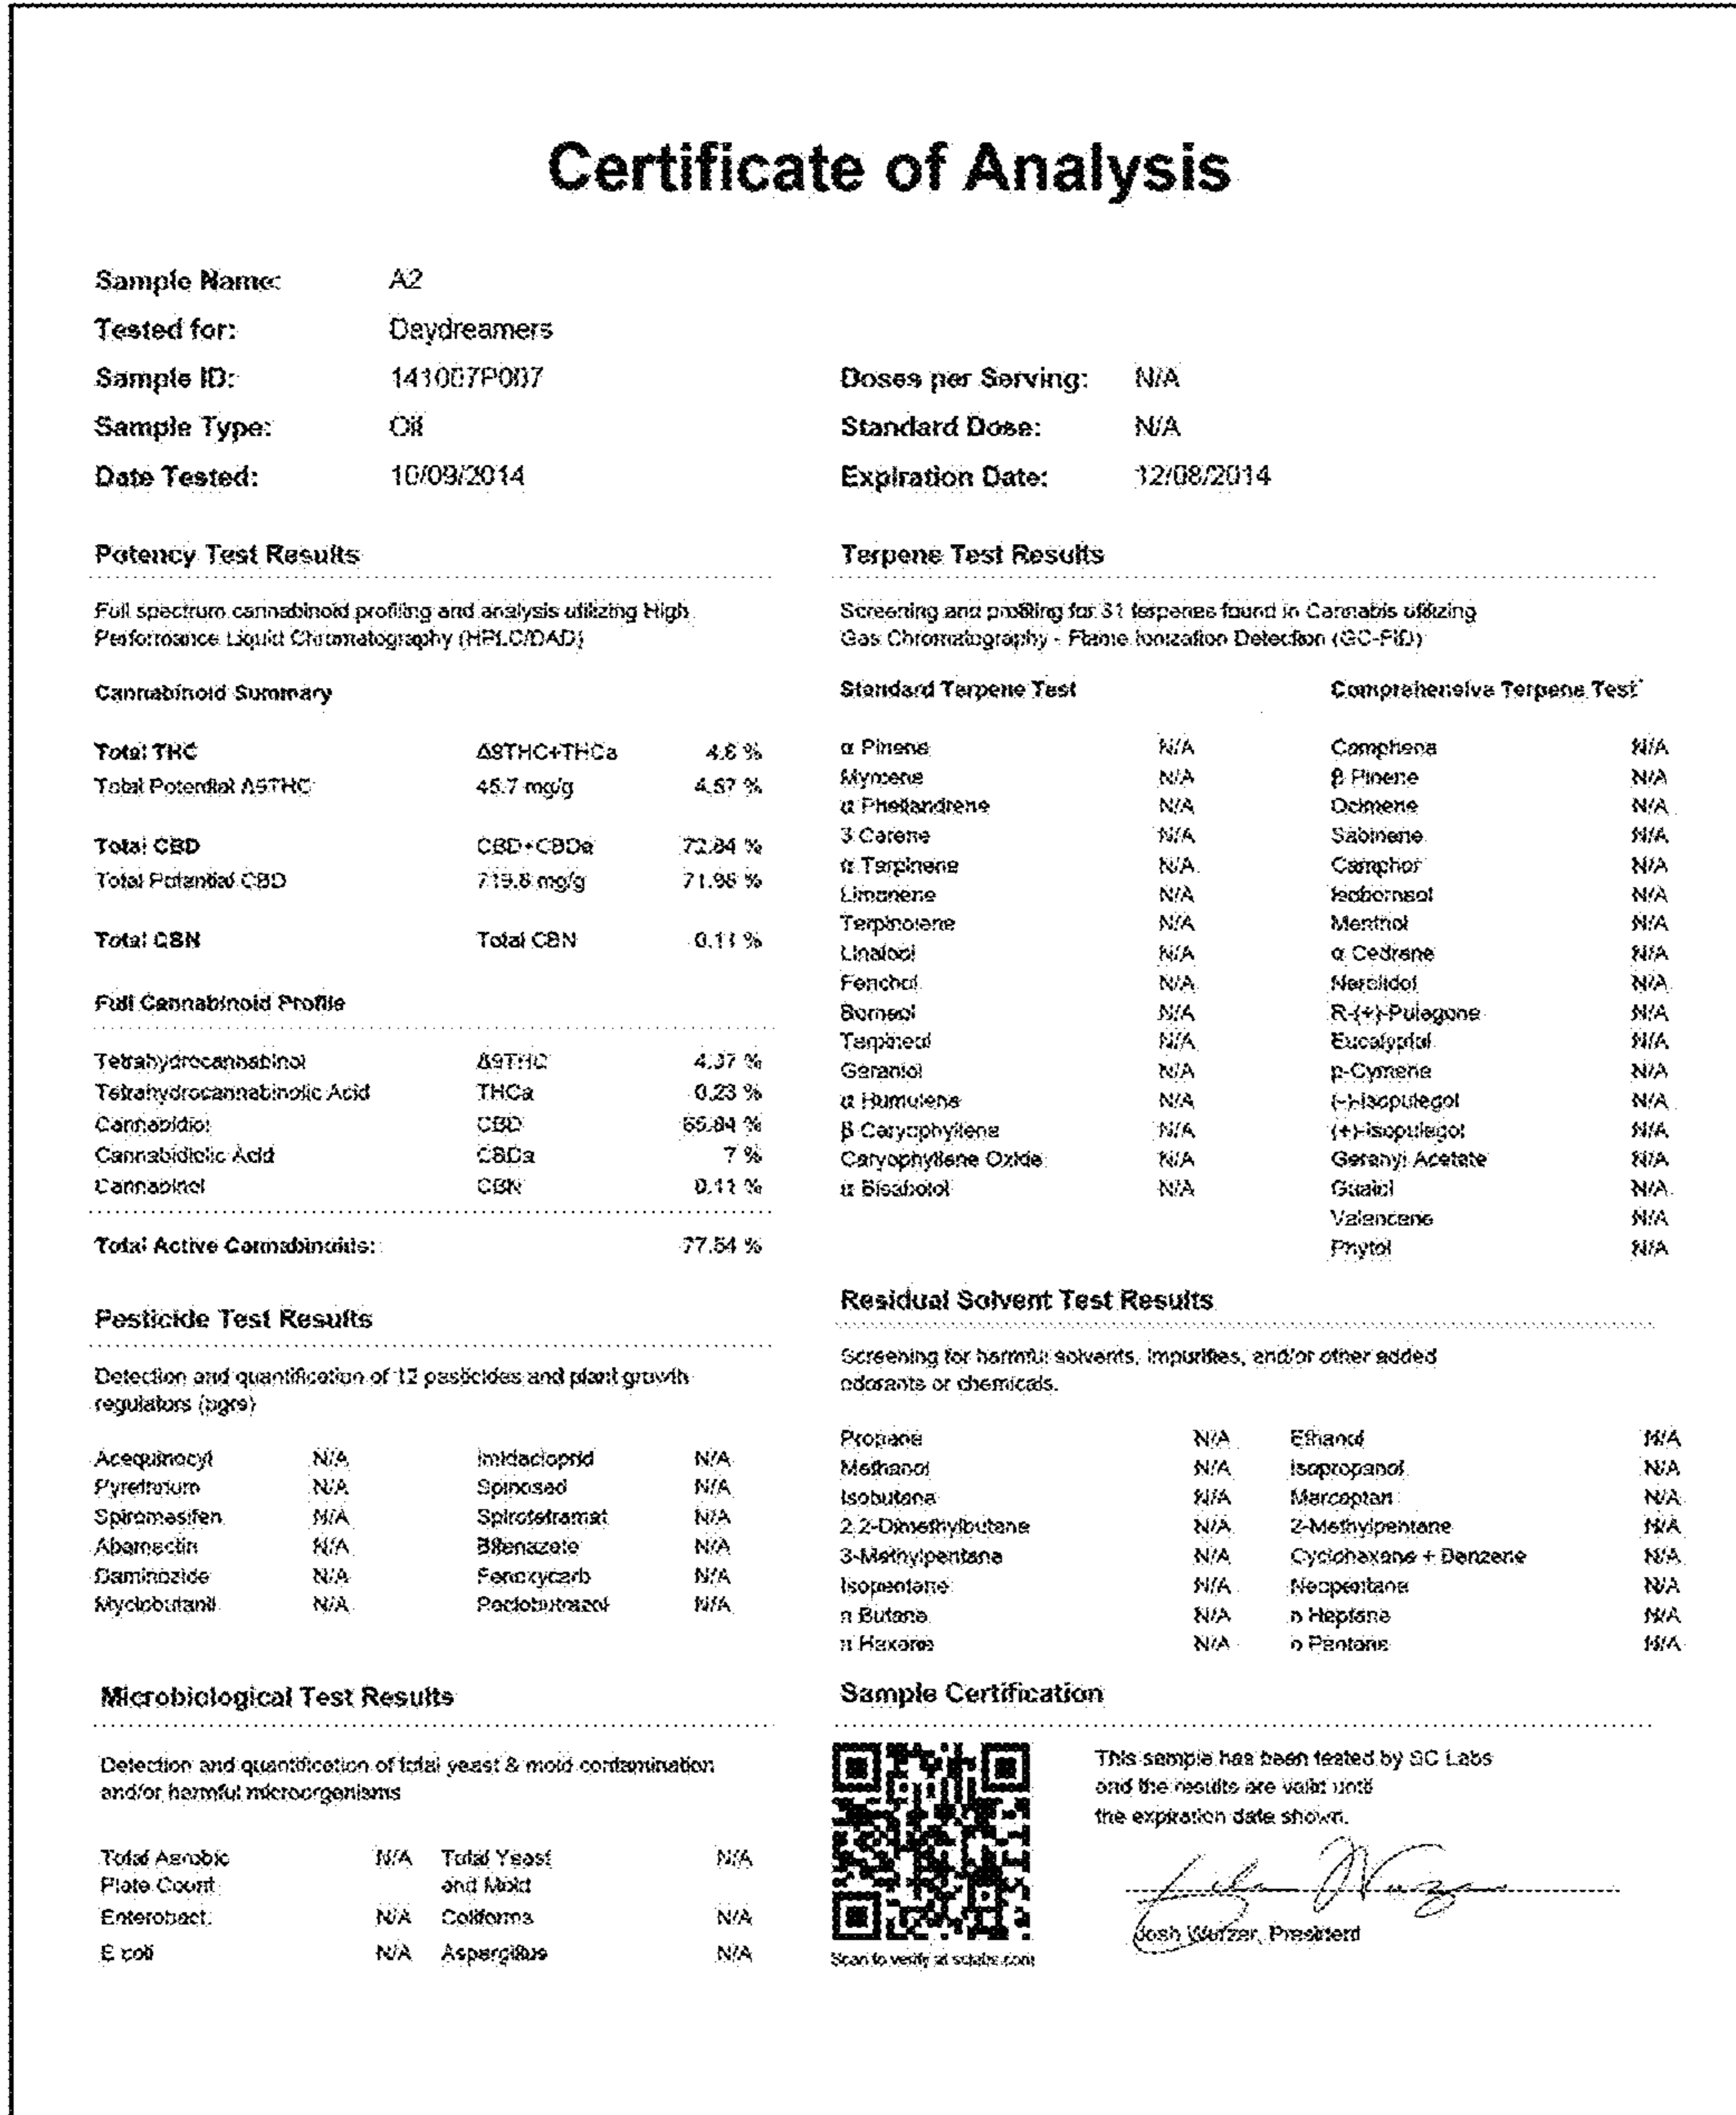 Certificate of Analysis
Sample Name: A2
Tested for: Daydreamers
Sample ID: 141007P007
Sample Type: Oil
Date Tested: 10/09/2014
Doses per Serving: N/A
Standard Dose: N/A
Expiration Date: 12/08/2014
Potency Test Results
Full spectrum cannabinoid profiling and analysis utilizing High
Performance Liquid Chromatography (HPLC/DAD)
Cannabinoid Summary
Total THC Δ9THC+THCa 4.6 %
Total Potential Δ9THC 45.7 mg/g 4.57 %
Total CBD CBD+CBDa 72.84 %
Total Potential CBD 719.8 mg/g 71.98 %
Total CBN Total CBN 0.11 %
Full Cannabinoid Profile
Tetrahydrocannabinol Δ9THC 4.37 %
Tetrahydrocannabinolic Acid THCa 0.23 %
Cannabidiol CBD 65.84 %
Cannabidiolic Acid CBDa 7 %
Cannabinol CBN 0.11 %
Total Active Cannabinoids: 77.54 %
Terpene Test Results
Screening and profiling for 31 terpenes found in Cannabis utilizing
Gas Chromatography - Flame Ionization Detection (GC-FID)
Standard Terpene Test
α Pinene N/A
Myrcene N/A
α Phellandrene N/A
3 Carene N/A
α Terpinene N/A
Limonene N/A
Terpinolene N/A
Linalool N/A
Fenchol N/A
Borneol N/A
Terpineol N/A
Geraniol N/A
α Humulene N/A
β Caryophyllene N/A
Caryophyllene Oxide N/A
α Bisabolol N/A
Comprehensive Terpene Test*
Camphene N/A
β Pinene N/A
Ocimene N/A
Sabinene N/A
Camphor N/A
Isoborneol N/A
Menthol N/A
α Cedrene N/A
Nerolidol N/A
R-(+)-Pulegone N/A
Eucalyptol N/A
p-Cymene N/A
(-)-Isopulegol N/A
(+)-Isopulegol N/A
Geranyl Acetate N/A
Guaiol N/A
Valencene N/A
Phytol N/A
Pesticide Test Results
Detection and quantification of 12 pesticides and plant growth
regulators (pgrs)
Acequinocyl N/A Imidacloprid N/A
Pyrethrium N/A Spinosad N/A
Spiromesifen N/A Spirotetramat N/A
Abamectin N/A Bifenazate N/A
Daminozide N/A Fenoxycarb N/A
Myclobutanil N/A Paclobutrazol N/A
Residual Solvent Test Results
Screening for harmful solvents, impurities, and/or other added
odorants or chemicals.
Propane N/A Ethanol N/A
Methanol N/A Isopropanol N/A
Isobutane N/A Mercaptan N/A
2,2-Dimethylbutane N/A 2-Methylpentane N/A
3-Methylpentane N/A Cyclohexane + Benzene N/A
Isopentane N/A Neopentane N/A
n Butane N/A n Heptane N/A
n Hexane N/A n Pentane N/A
Microbiological Test Results
Detection and quantification of total yeast & mold contamination
and/or harmful microorganisms
Total Aerobic N/A Total Yeast N/A
Plate Count and Mold
Enterobact. N/A Coliforms N/A
E coli N/A Aspergillus N/A
Sample Certification
This sample has been tested by SC Labs
and the results are valid until
the expiration date shown.
Josh Wurzer, President
Scan to verify at sclabs.com